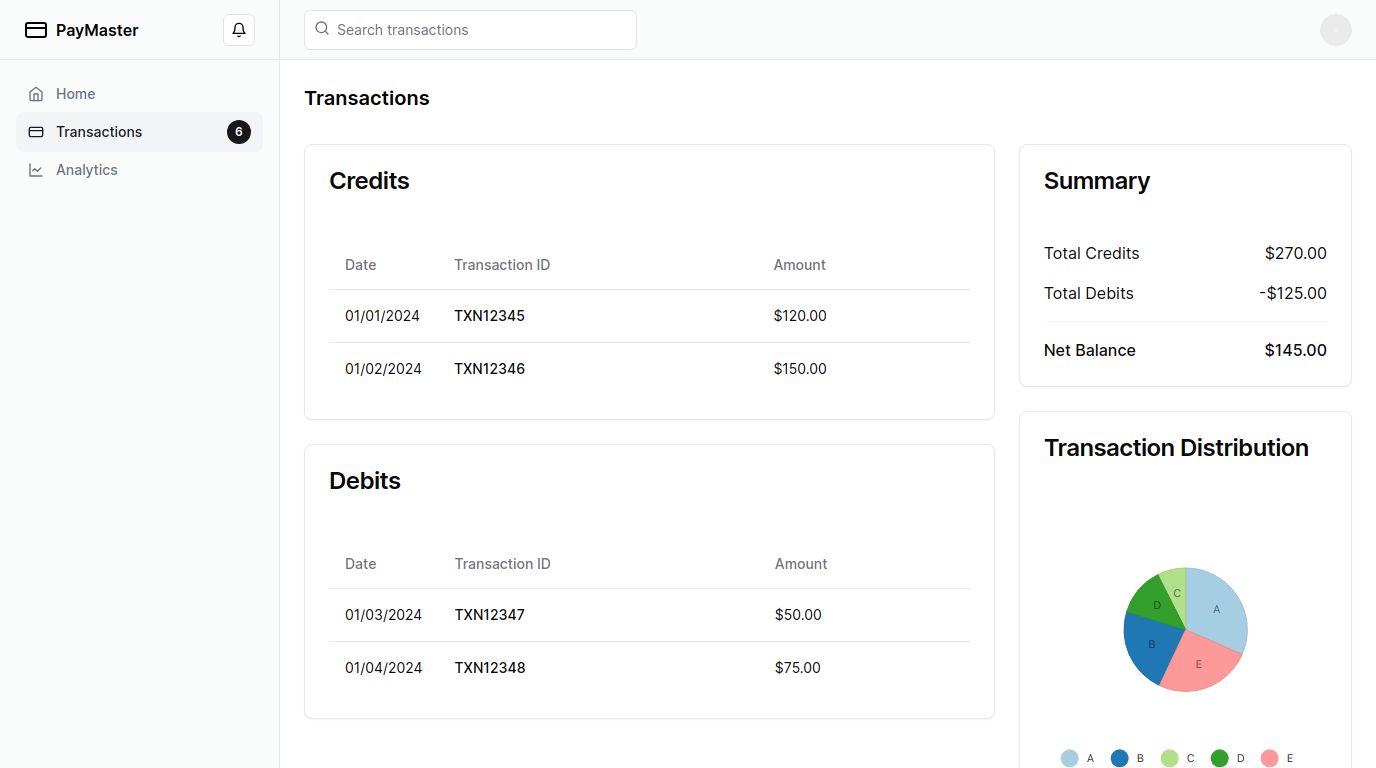 PayMaster
Search transactions
Home
Transactions 6
Analytics
Transactions
Credits
Date Transaction ID Amount
01/01/2024 TXN12345 $120.00
01/02/2024 TXN12346 $150.00
Debits
Date Transaction ID Amount
01/03/2024 TXN12347 $50.00
01/04/2024 TXN12348 $75.00
Summary
Total Credits $270.00
Total Debits -$125.00
Net Balance $145.00
Transaction Distribution
C
D A
B
E
A B C D E